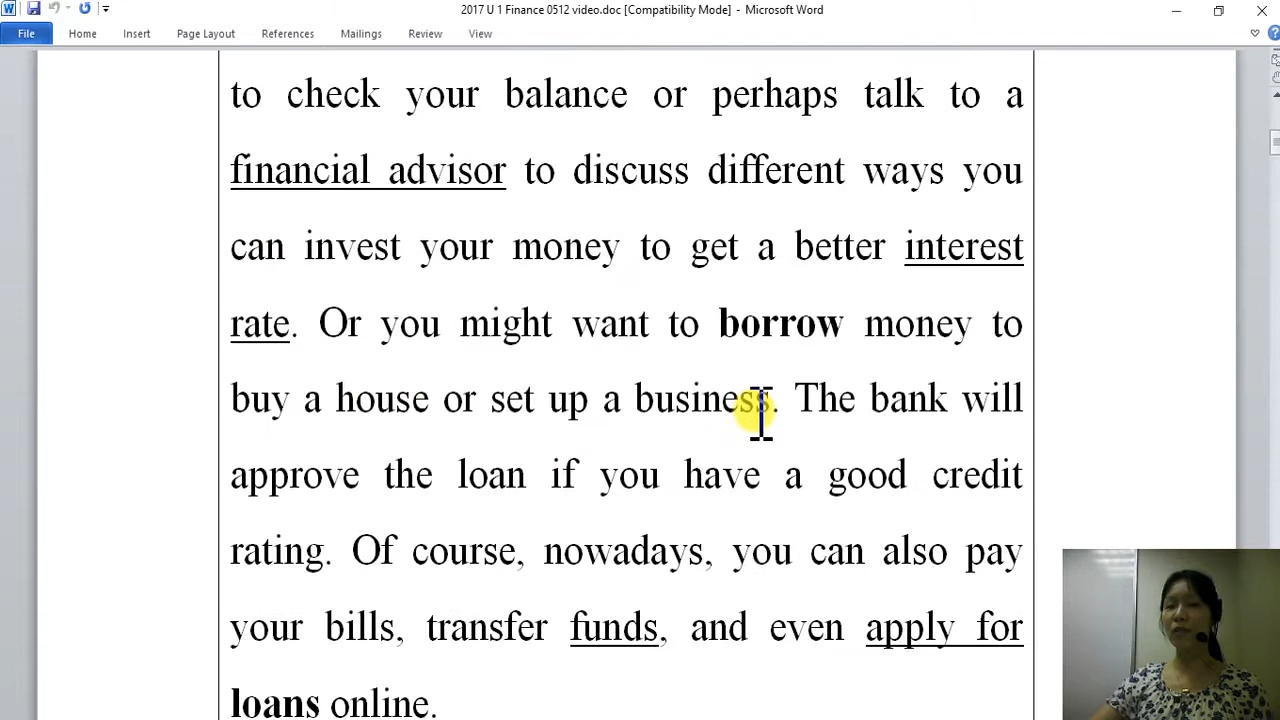 2017 U 1 Finance 0512 video.doc [Compatibility Mode] - Microsoft Word
File Home Insert Page Layout References Mailings Review View
to check your balance or perhaps talk to a
financial advisor to discuss different ways you
can invest your money to get a better interest
rate. Or you might want to borrow money to
buy a house or set up a business. The bank will
approve the loan if you have a good credit
rating. Of course, nowadays, you can also pay
your bills, transfer funds, and even apply for
loans online.